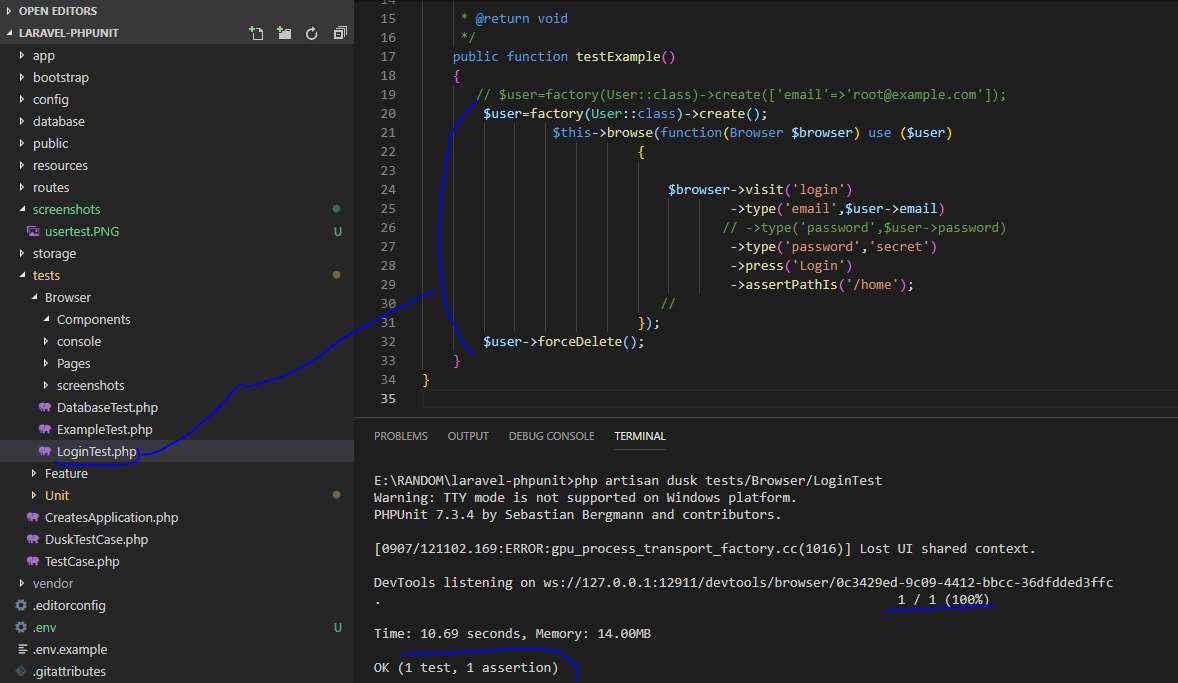 OPEN EDITORS
LARAVEL-PHPUNIT
app
bootstrap
config
database
public
resources
routes
screenshots
usertest.PNG U
storage
tests
Browser
Components
console
Pages
screenshots
DatabaseTest.php
ExampleTest.php
LoginTest.php
Feature
Unit
CreatesApplication.php
DuskTestCase.php
TestCase.php
vendor
.editorconfig
.env U
.env.example
.gitattributes
14
15 * @return void
16 */
17 public function testExample()
18 {
19 // $user=factory(User::class)->create(['email'=>'root@example.com']);
20 $user=factory(User::class)->create();
21 $this->browse(function(Browser $browser) use ($user)
22 {
23
24 $browser->visit('login')
25 ->type('email',$user->email)
26 // ->type('password',$user->password)
27 ->type('password','secret')
28 ->press('Login')
29 ->assertPathIs('/home');
30 //
31 });
32 $user->forceDelete();
33 }
34 }
35
PROBLEMS OUTPUT DEBUG CONSOLE TERMINAL
E:\RANDOM\laravel-phpunit>php artisan dusk tests/Browser/LoginTest
Warning: TTY mode is not supported on Windows platform.
PHPUnit 7.3.4 by Sebastian Bergmann and contributors.
[0907/121102.169:ERROR:gpu_process_transport_factory.cc(1016)] Lost UI shared context.
DevTools listening on ws://127.0.0.1:12911/devtools/browser/0c3429ed-9c09-4412-bbcc-36dfdded3ffc
. 1 / 1 (100%)
Time: 10.69 seconds, Memory: 14.00MB
OK (1 test, 1 assertion)